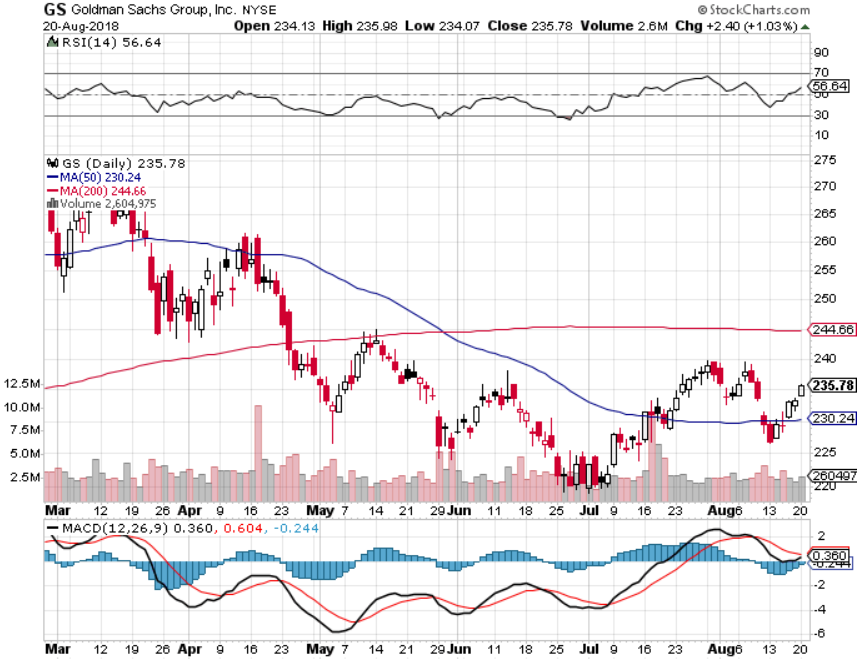 GS Goldman Sachs Group, Inc. NYSE © StockCharts.com
20-Aug-2018 Open 234.13 High 235.98 Low 234.07 Close 235.78 Volume 2.6M Chg +2.40 (+1.03%)
RSI(14) 56.64
90
70
56.64
30
10
GS (Daily) 235.78
MA(50) 230.24
MA(200) 244.66
Volume 2,604,975
275
270
265
260
255
250
244.66
240
235.78
230.24
225
260497
220
12.5M
10.0M
7.5M
5.0M
2.5M
Mar 12 19 26 Apr 9 16 23 May 7 14 21 29 Jun 11 18 25 Jul 9 16 23 Aug 6 13 20
MACD(12,26,9) 0.360, 0.604, -0.244
2
0.360
-0.244
-2
-4
-6
Mar 12 19 26 Apr 9 16 23 May 7 14 21 29 Jun 11 18 25 Jul 9 16 23 Aug 6 13 20